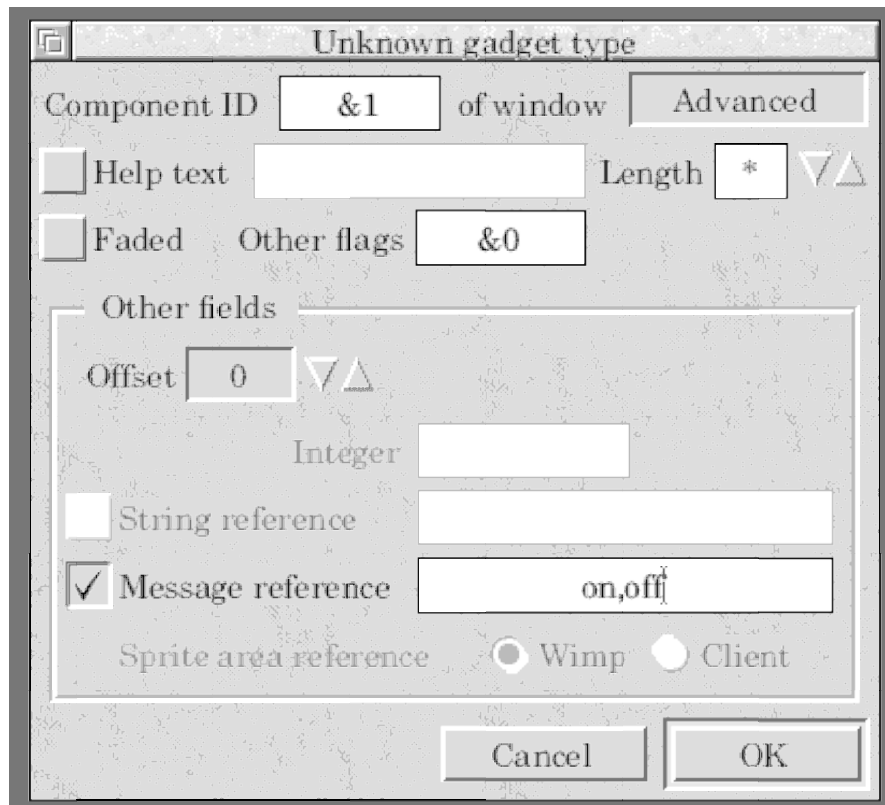 Unknown gadget type
Component ID &1 of window Advanced
Help text Length *
Faded Other flags &0
Other fields
Offset 0
Integer
String reference
Message reference on,off
Sprite area reference Wimp Client
Cancel OK